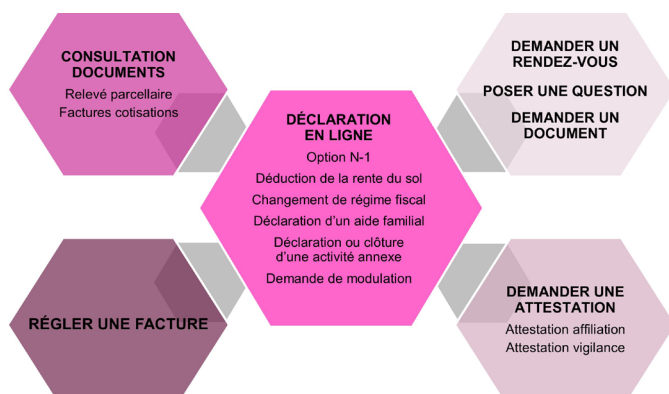 CONSULTATION
DOCUMENTS
Relevé parcellaire
Factures cotisations
DEMANDER UN
RENDEZ-VOUS
POSER UNE QUESTION
DEMANDER UN
DOCUMENT
DÉCLARATION
EN LIGNE
Option N-1
Déduction de la rente du sol
Changement de régime fiscal
Déclaration d'un aide familial
Déclaration ou clôture
d'une activité annexe
Demande de modulation
RÉGLER UNE FACTURE
DEMANDER UNE
ATTESTATION
Attestation affiliation
Attestation vigilance